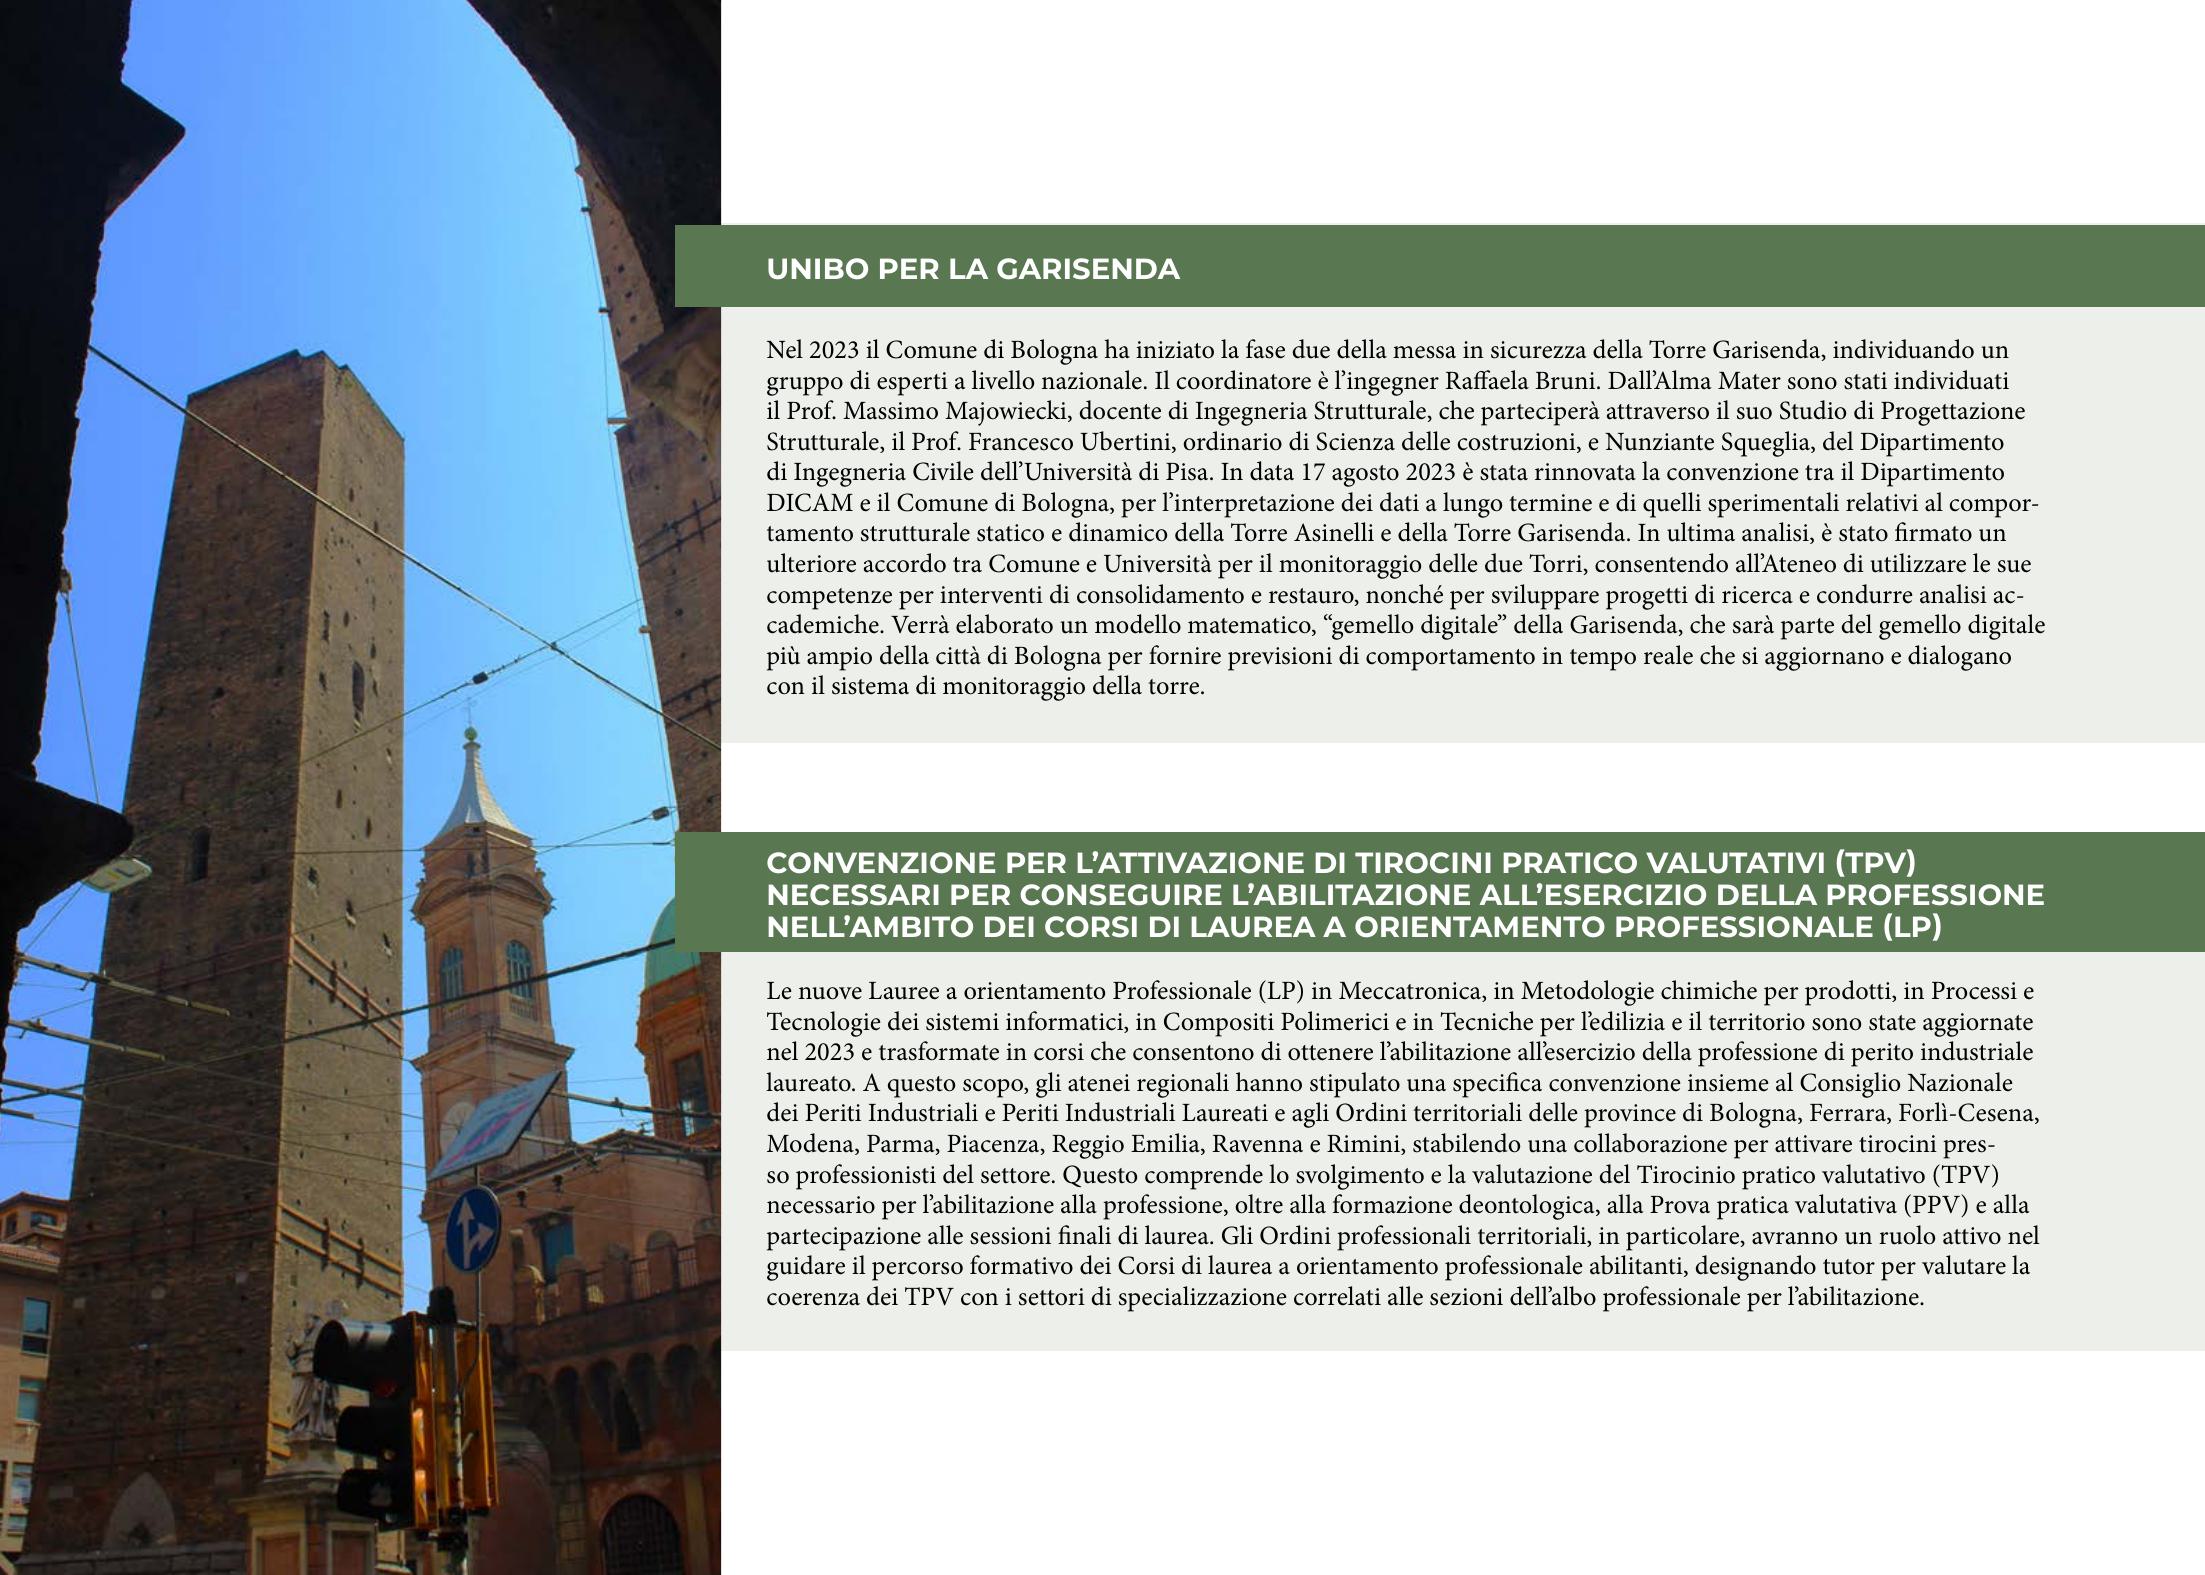 UNIBO PER LA GARISENDA
Nel 2023 il Comune di Bologna ha iniziato la fase due della messa in sicurezza della Torre Garisenda, individuando un
gruppo di esperti a livello nazionale. Il coordinatore è l’ingegner Raffaela Bruni. Dall’Alma Mater sono stati individuati
il Prof. Massimo Majowiecki, docente di Ingegneria Strutturale, che parteciperà attraverso il suo Studio di Progettazione
Strutturale, il Prof. Francesco Ubertini, ordinario di Scienza delle costruzioni, e Nunziante Squeglia, del Dipartimento
di Ingegneria Civile dell’Università di Pisa. In data 17 agosto 2023 è stata rinnovata la convenzione tra il Dipartimento
DICAM e il Comune di Bologna, per l’interpretazione dei dati a lungo termine e di quelli sperimentali relativi al compor-
tamento strutturale statico e dinamico della Torre Asinelli e della Torre Garisenda. In ultima analisi, è stato firmato un
ulteriore accordo tra Comune e Università per il monitoraggio delle due Torri, consentendo all’Ateneo di utilizzare le sue
competenze per interventi di consolidamento e restauro, nonché per sviluppare progetti di ricerca e condurre analisi ac-
cademiche. Verrà elaborato un modello matematico, “gemello digitale” della Garisenda, che sarà parte del gemello digitale
più ampio della città di Bologna per fornire previsioni di comportamento in tempo reale che si aggiornano e dialogano
con il sistema di monitoraggio della torre.
CONVENZIONE PER L’ATTIVAZIONE DI TIROCINI PRATICO VALUTATIVI (TPV)
NECESSARI PER CONSEGUIRE L’ABILITAZIONE ALL’ESERCIZIO DELLA PROFESSIONE
NELL’AMBITO DEI CORSI DI LAUREA A ORIENTAMENTO PROFESSIONALE (LP)
Le nuove Lauree a orientamento Professionale (LP) in Meccatronica, in Metodologie chimiche per prodotti, in Processi e
Tecnologie dei sistemi informatici, in Compositi Polimerici e in Tecniche per l’edilizia e il territorio sono state aggiornate
nel 2023 e trasformate in corsi che consentono di ottenere l’abilitazione all’esercizio della professione di perito industriale
laureato. A questo scopo, gli atenei regionali hanno stipulato una specifica convenzione insieme al Consiglio Nazionale
dei Periti Industriali e Periti Industriali Laureati e agli Ordini territoriali delle province di Bologna, Ferrara, Forlì-Cesena,
Modena, Parma, Piacenza, Reggio Emilia, Ravenna e Rimini, stabilendo una collaborazione per attivare tirocini pres-
so professionisti del settore. Questo comprende lo svolgimento e la valutazione del Tirocinio pratico valutativo (TPV)
necessario per l’abilitazione alla professione, oltre alla formazione deontologica, alla Prova pratica valutativa (PPV) e alla
partecipazione alle sessioni finali di laurea. Gli Ordini professionali territoriali, in particolare, avranno un ruolo attivo nel
guidare il percorso formativo dei Corsi di laurea a orientamento professionale abilitanti, designando tutor per valutare la
coerenza dei TPV con i settori di specializzazione correlati alle sezioni dell’albo professionale per l’abilitazione.